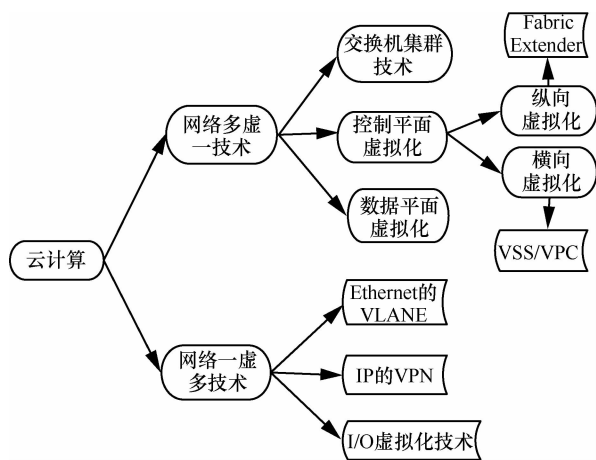 Fabric
Extender
交换机集群
技术
网络多虚
一技术
控制平面
虚拟化
纵向
虚拟化
横向
虚拟化
数据平面
虚拟化
VSS/VPC
云计算
Ethernet的
VLANE
网络一虚
多技术
IP的VPN
I/O虚拟化技术